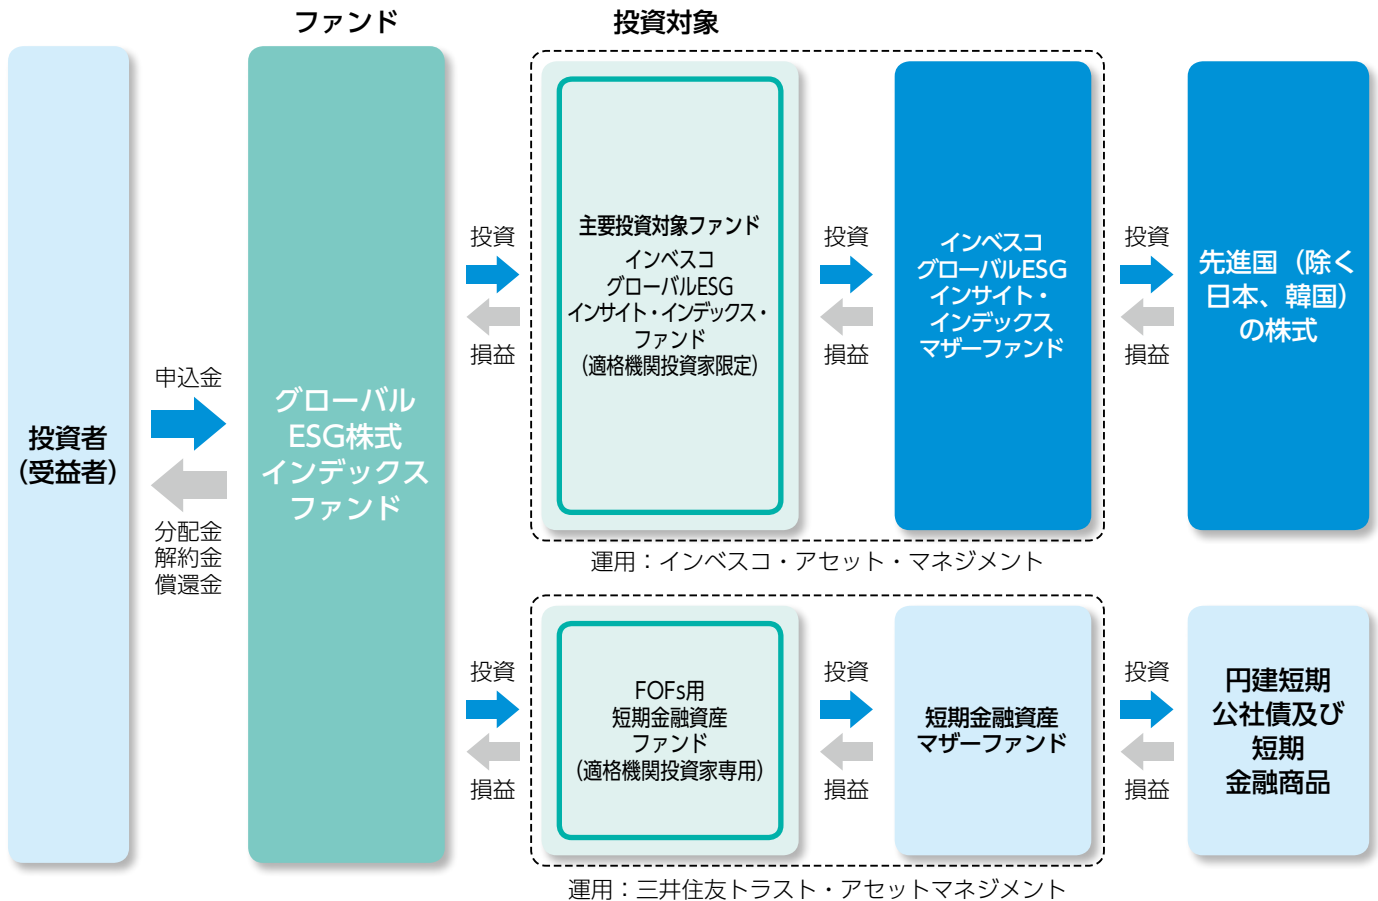 ファンド
投資対象
投資者
（受益者）
申込金
分配金
解約金
償還金
グローバル
ESG株式
インデックス
ファンド
投資
損益
主要投資対象ファンド
インベスコ
グローバルESG
インサイト・インデックス・
ファンド
（適格機関投資家限定）
投資
損益
インベスコ
グローバルESG
インサイト・
インデックス
マザーファンド
投資
損益
先進国（除く
日本、韓国）
の株式
運用：インベスコ・アセット・マネジメント
投資
損益
FOFs用
短期金融資産
ファンド
（適格機関投資家専用）
投資
損益
短期金融資産
マザーファンド
投資
損益
円建短期
公社債及び
短期
金融商品
運用：三井住友トラスト・アセットマネジメント